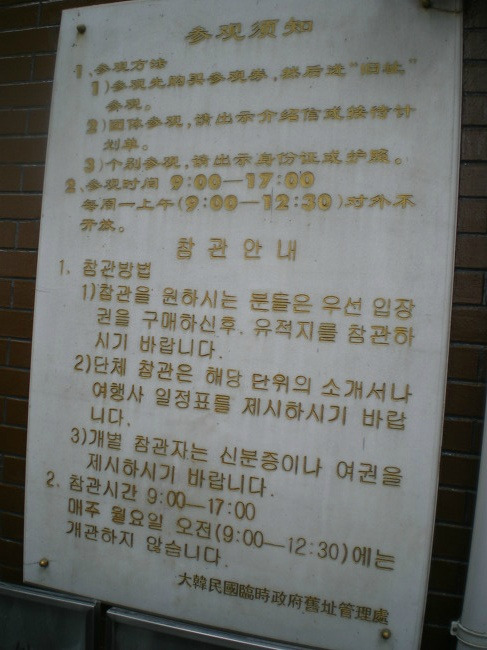 参观须知
1、参观方法
1)参观先购买参观券，然后进“旧址”
参观。
2)团体参观，请出示介绍信或接待计
划单。
3)个别参观，请出示身份证或护照。
2、参观时间 9:00—17:00
每周一上午(9:00—12:30)对外不
开放。
참관안내
1. 참관방법
1)참관을 원하시는 분들은 우선 입장
권을 구매하신후, 유적지를 참관하
시기 바랍니다.
2)단체 참관은 해당 단위의 소개서나
여행사 일정표를 제시하시기 바랍
니다.
3)개별 참관자는 신분증이나 여권을
제시하시기 바랍니다.
2. 참관시간 9:00—17:00
매주 월요일 오전(9:00—12:30)에는
개관하지 않습니다.
大韓民國臨時政府舊址管理處